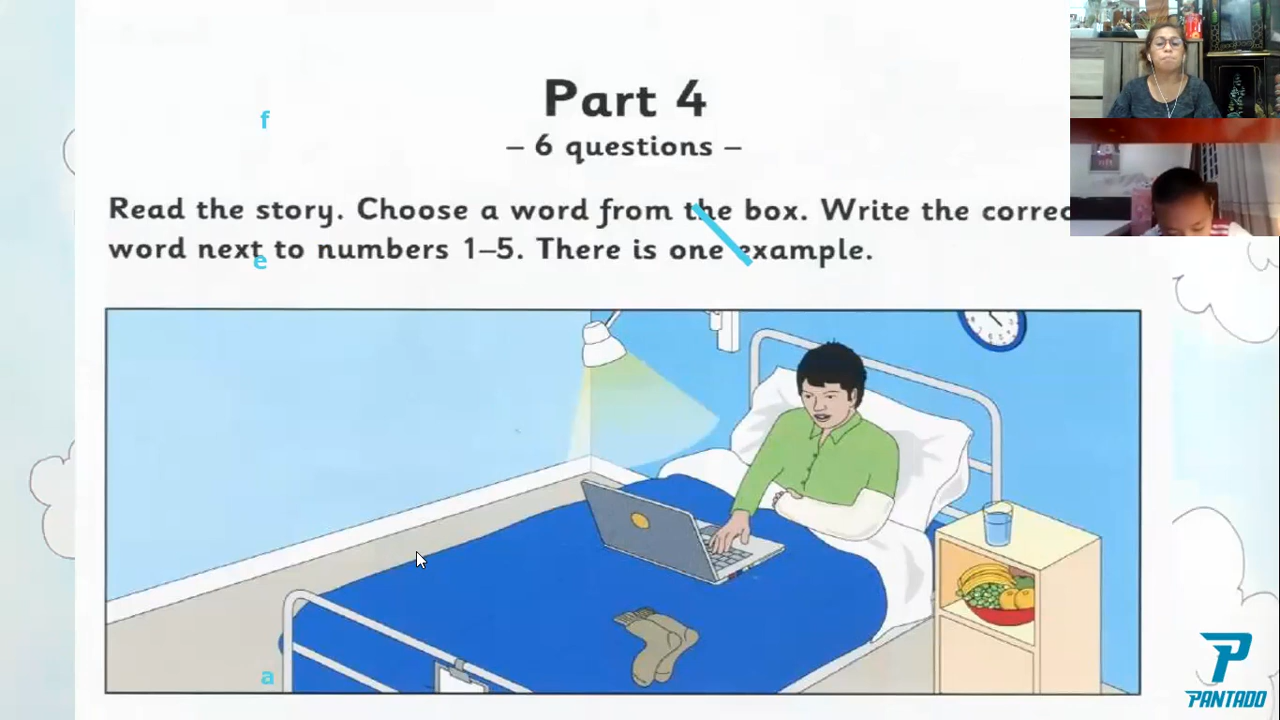 f
Part 4
– 6 questions –
Read the story. Choose a word from the box. Write the correc
word next to numbers 1–5. There is one example.
e
a
PANTADO